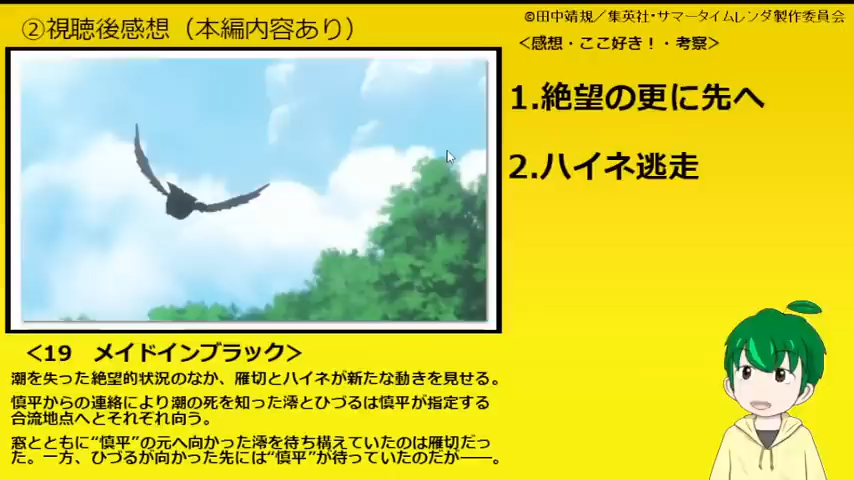 ②視聴後感想（本編内容あり）
©田中靖規／集英社・サマータイムレンダ製作委員会
＜感想・ここ好き！・考察＞
1.絶望の更に先へ
2.ハイネ逃走
＜19　メイドインブラック＞
潮を失った絶望的状況のなか、雁切とハイネが新たな動きを見せる。
慎平からの連絡により潮の死を知った澪とひづるは慎平が指定する
合流地点へとそれぞれ向う。
窓とともに“慎平”の元へ向かった澪を待ち構えていたのは雁切だっ
た。一方、ひづるが向かった先には“慎平”が待っていたのだが――。